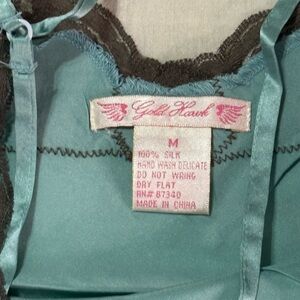 Gold Hawk
M
100% SILK
HAND WASH DELICATE
DO NOT WRING
DRY FLAT
RN# 87340
MADE IN CHINA